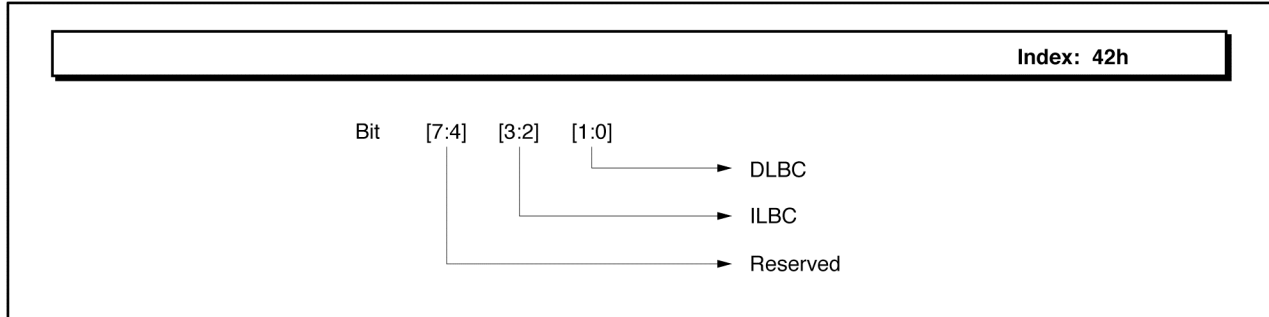 Index: 42h
Bit [7:4] [3:2] [1:0]
DLBC
ILBC
Reserved